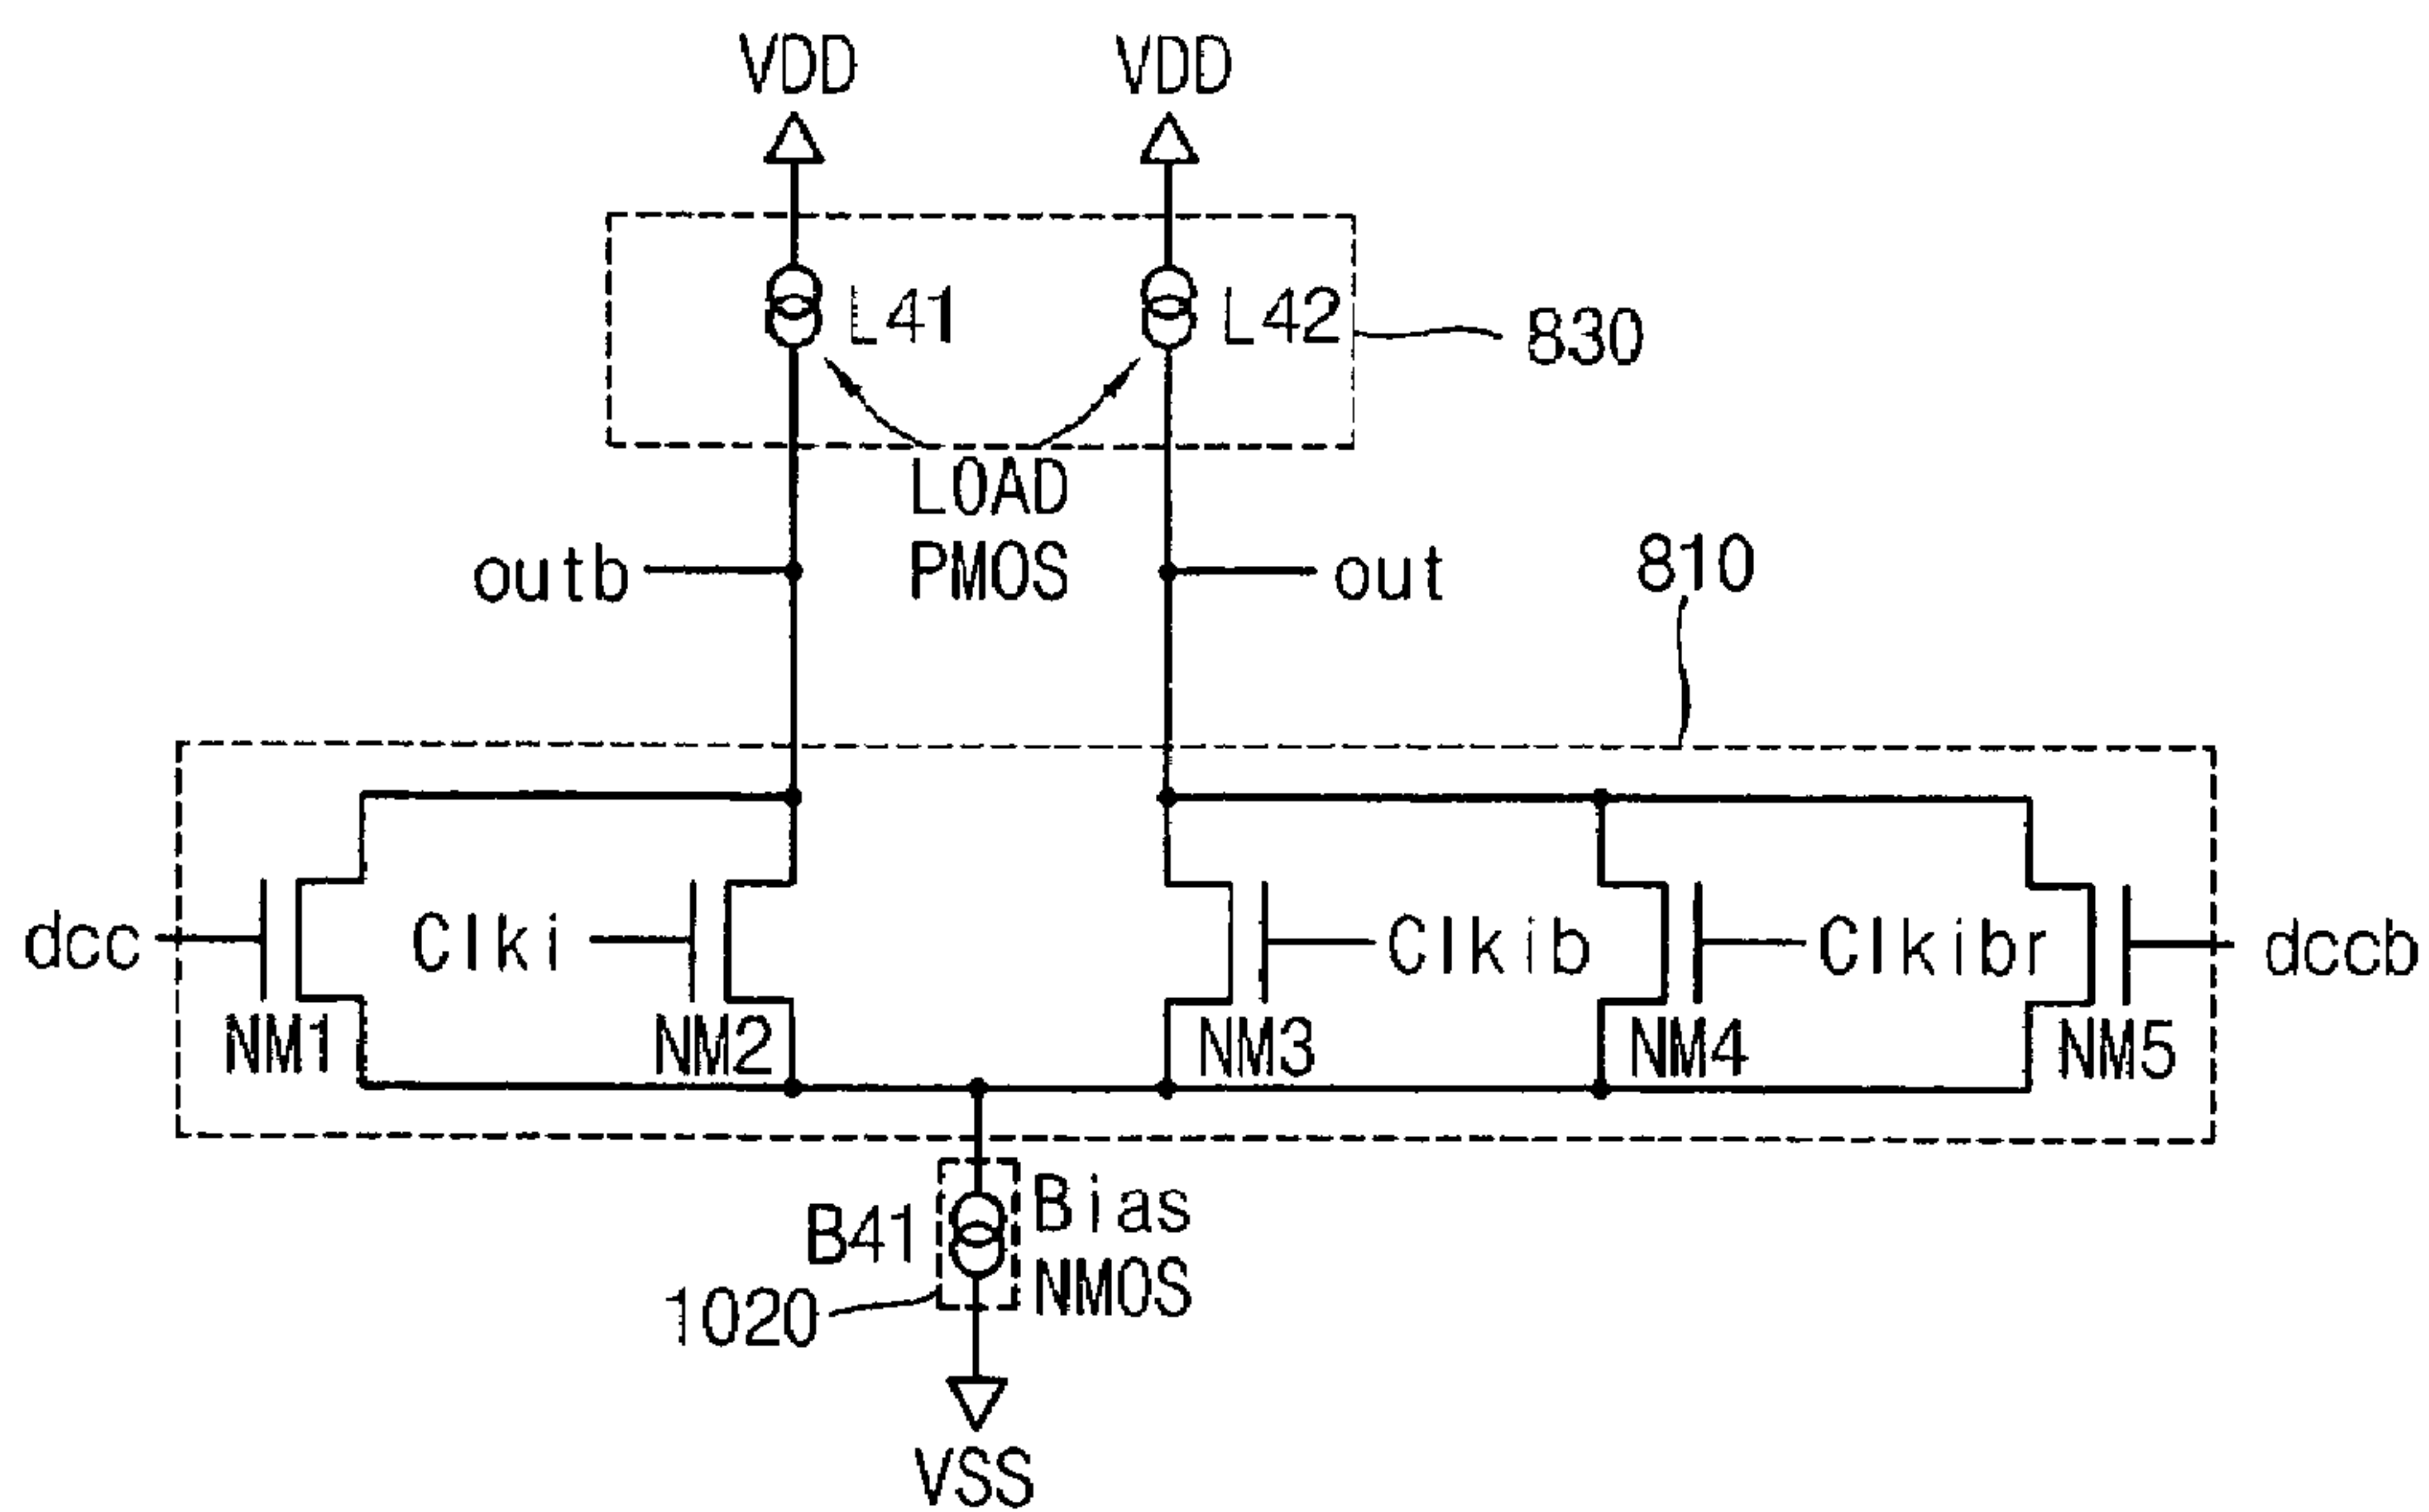 VDD
VDD
L41
L42
830
LOAD
PMOS
outb
out
810
dcc
Clki
Clkib
Clkibr
dccb
NM1
NM2
NM3
NM4
NM5
B41
Bias
NMOS
1020
VSS